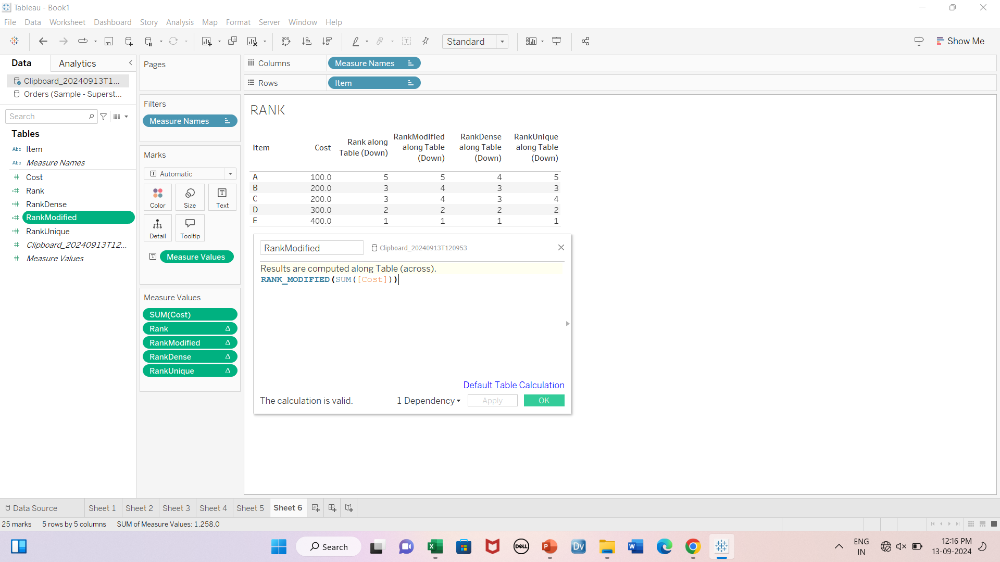 Tableau - Book1
File Data Worksheet Dashboard Story Analysis Map Format Server Window Help
Standard
Show Me
Data Analytics
Clipboard_20240913T1...
Orders (Sample - Superst...
Search
Tables
Abc Item
Abc Measure Names
Cost
Rank
RankDense
RankModified
RankUnique
Clipboard_20240913T12...
Measure Values
Pages
Filters
Measure Names
Marks
Automatic
Color Size Text
Detail Tooltip
Measure Values
Measure Values
SUM(Cost)
Rank
RankModified
RankDense
RankUnique
Columns Measure Names
Rows Item
RANK
Item Cost Rank along Table (Down) RankModified along Table (Down) RankDense along Table (Down) RankUnique along Table (Down)
A 100.0 5 5 4 5
B 200.0 3 4 3 3
C 200.0 3 4 3 4
D 300.0 2 2 2 2
E 400.0 1 1 1 1
RankModified Clipboard_20240913T120953
Results are computed along Table (across).
RANK_MODIFIED(SUM([Cost]))
Default Table Calculation
The calculation is valid. 1 Dependency Apply OK
Data Source Sheet 1 Sheet 2 Sheet 3 Sheet 4 Sheet 5 Sheet 6
25 marks 5 rows by 5 columns SUM of Measure Values: 1,258.0
Search
DELL
Dv
ENG
IN
12:16 PM
13-09-2024